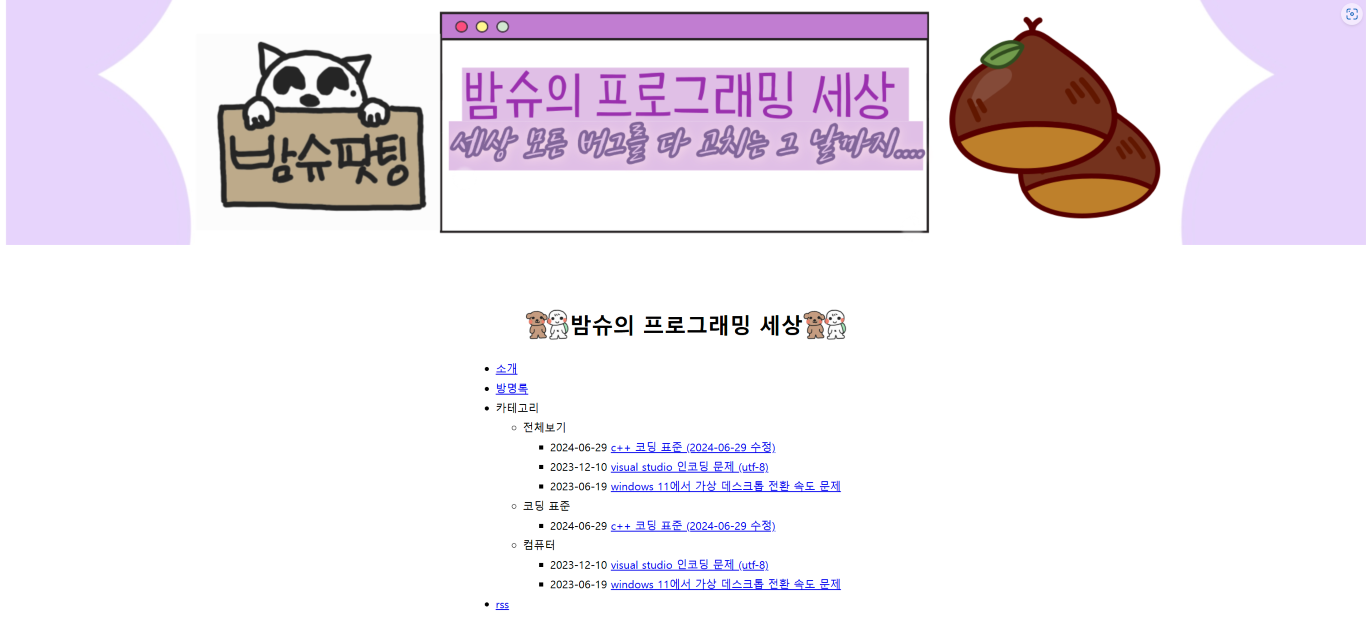 밤슈팟팅
밤슈의 프로그래밍 세상
세상 모든 버그를 다 고치는 그 날까지....
밤슈의 프로그래밍 세상
소개
방명록
카테고리
전체보기
2024-06-29 c++ 코딩 표준 (2024-06-29 수정)
2023-12-10 visual studio 인코딩 문제 (utf-8)
2023-06-19 windows 11에서 가상 데스크톱 전환 속도 문제
코딩 표준
2024-06-29 c++ 코딩 표준 (2024-06-29 수정)
컴퓨터
2023-12-10 visual studio 인코딩 문제 (utf-8)
2023-06-19 windows 11에서 가상 데스크톱 전환 속도 문제
rss